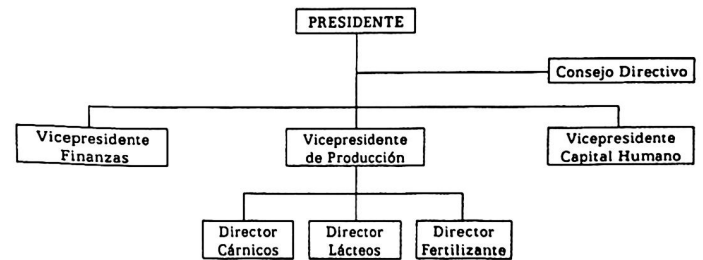 PRESIDENTE
Consejo Directivo
Vicepresidente
Finanzas
Vicepresidente
de Producción
Vicepresidente
Capital Humano
Director
Cárnicos
Director
Lácteos
Director
Fertilizante